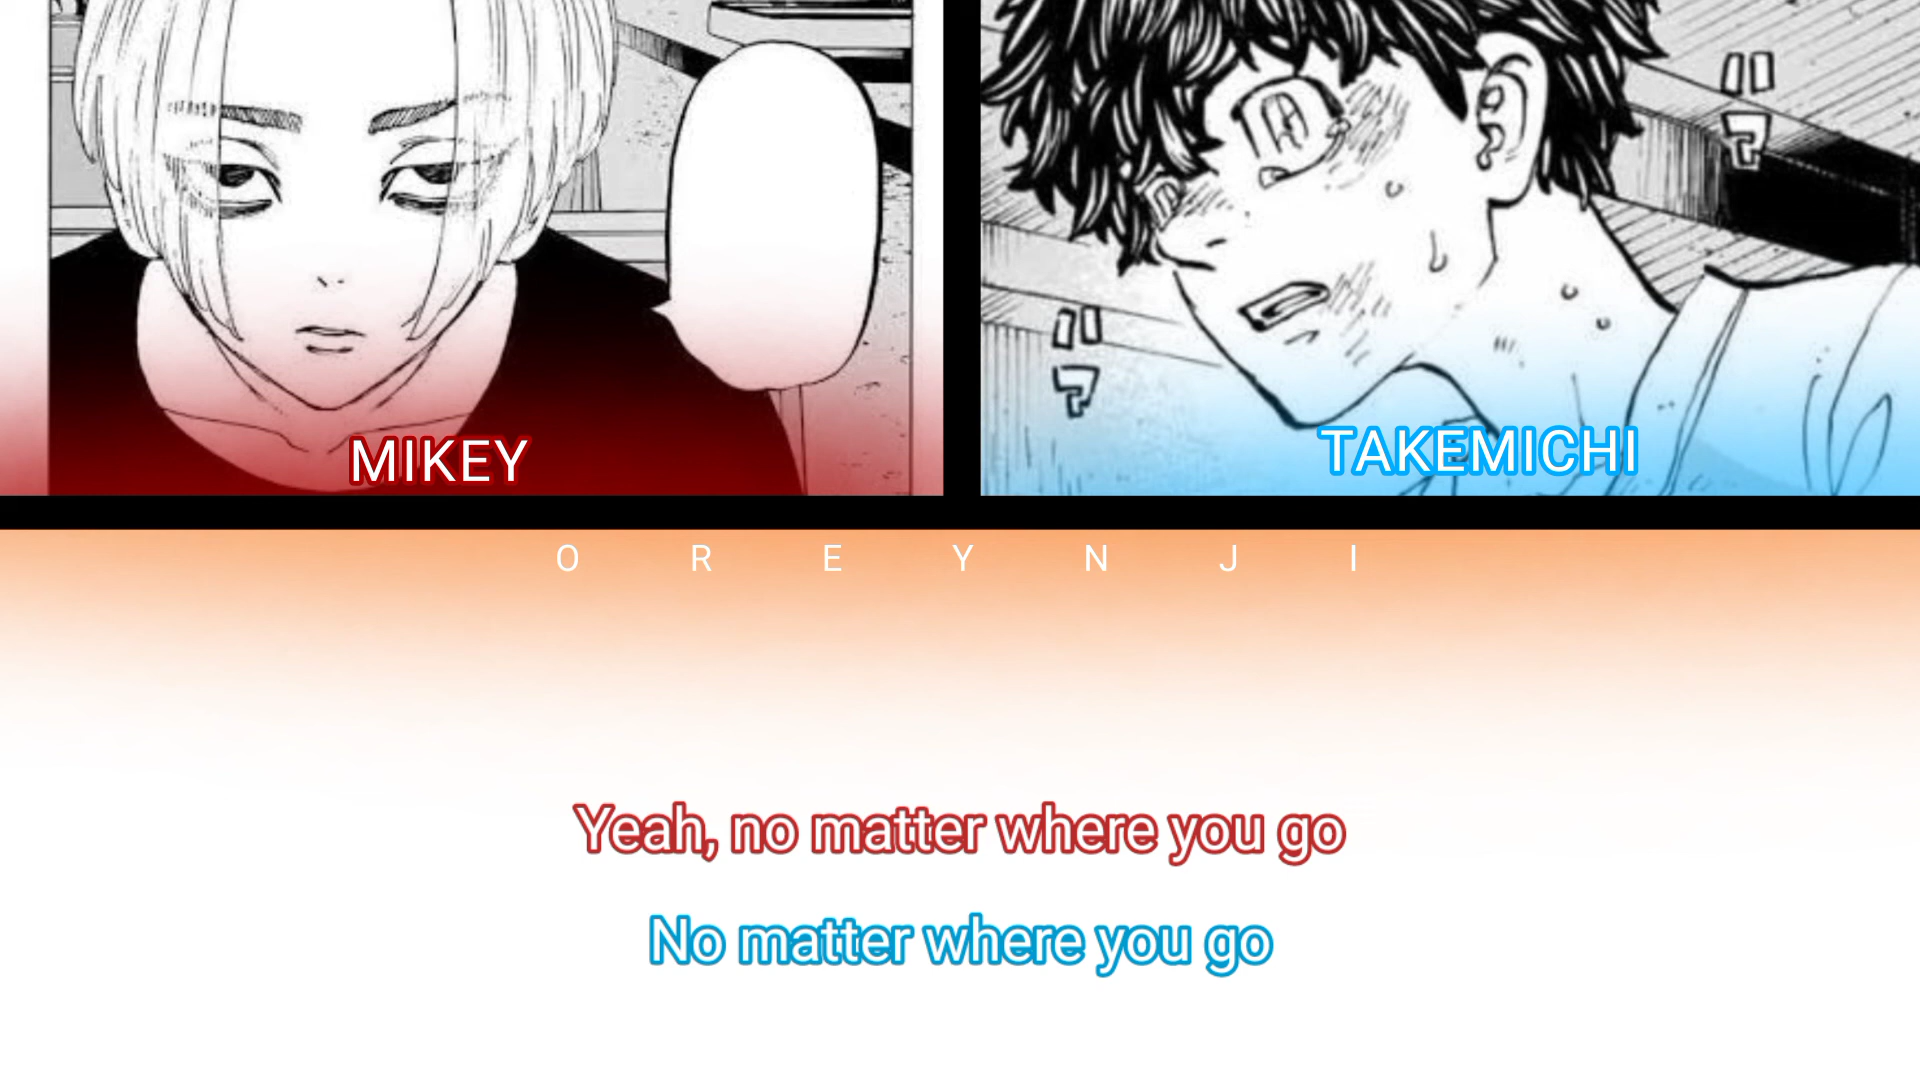 MIKEY
TAKEMICHI
O R E Y N J I
Yeah, no matter where you go
No matter where you go